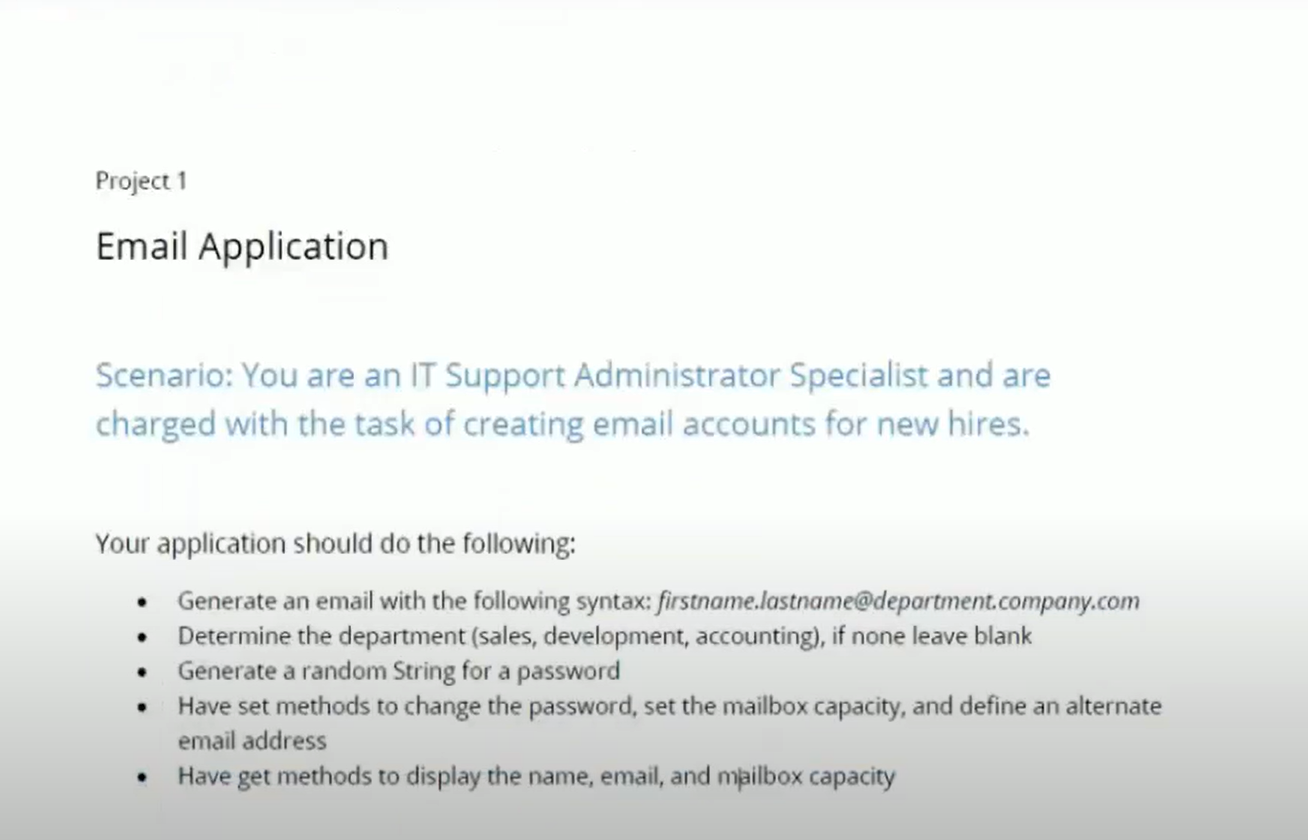 Project 1
Email Application
Scenario: You are an IT Support Administrator Specialist and are
charged with the task of creating email accounts for new hires.
Your application should do the following:
• Generate an email with the following syntax: firstname.lastname@department.company.com
• Determine the department (sales, development, accounting), if none leave blank
• Generate a random String for a password
• Have set methods to change the password, set the mailbox capacity, and define an alternate
email address
• Have get methods to display the name, email, and mailbox capacity